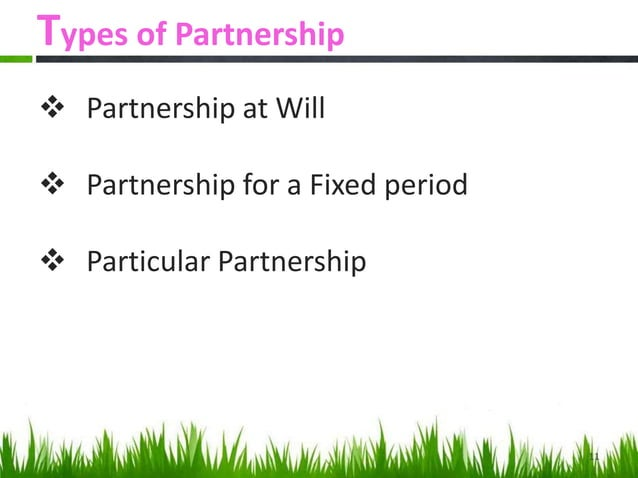 Types of Partnership
❖ Partnership at Will
❖ Partnership for a Fixed period
❖ Particular Partnership
11